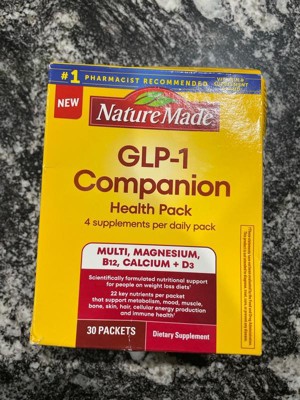 #1 PHARMACIST RECOMMENDED
NEW
Nature Made
GLP-1
Companion
Health Pack
4 supplements per daily pack
MULTI, MAGNESIUM,
B12, CALCIUM + D3
Scientifically formulated nutritional support
for people on weight loss diets†
22 key nutrients per packet
that support metabolism, mood, muscle,
bone, skin, hair, cellular energy production
and immune health†
30 PACKETS
Dietary Supplement